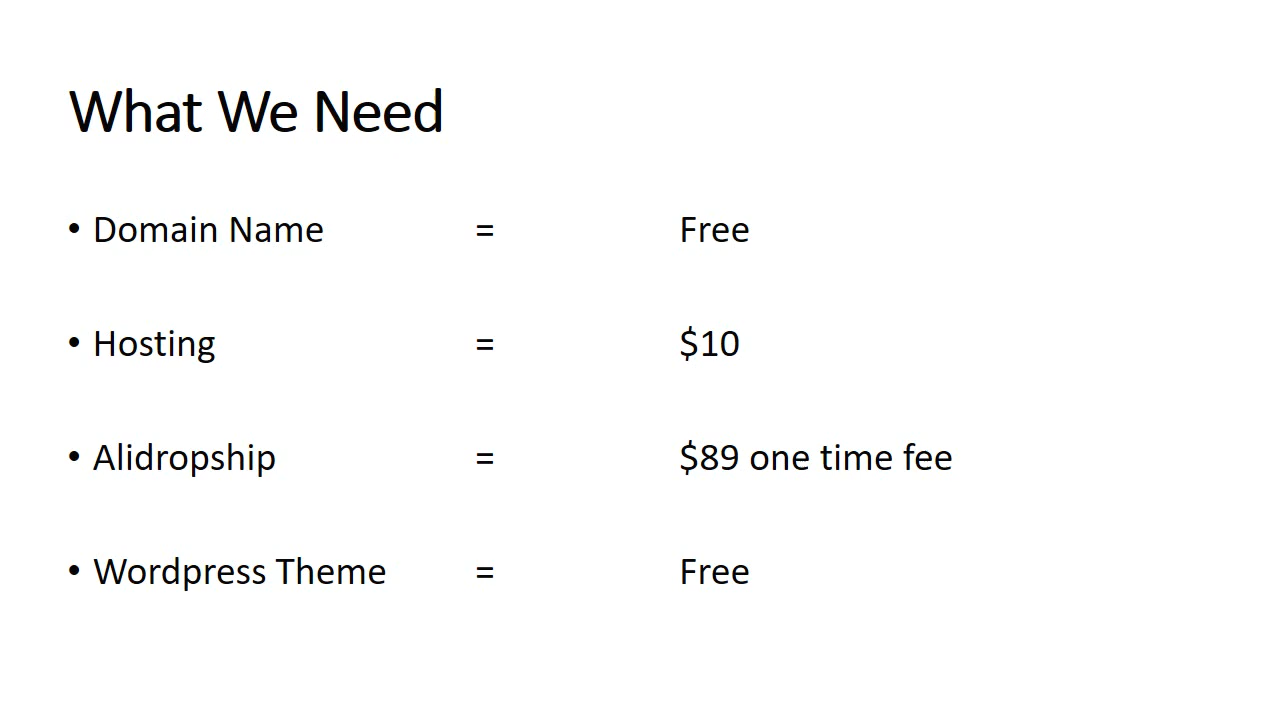 What We Need
• Domain Name = Free
• Hosting = $10
• Alidropship = $89 one time fee
• Wordpress Theme = Free